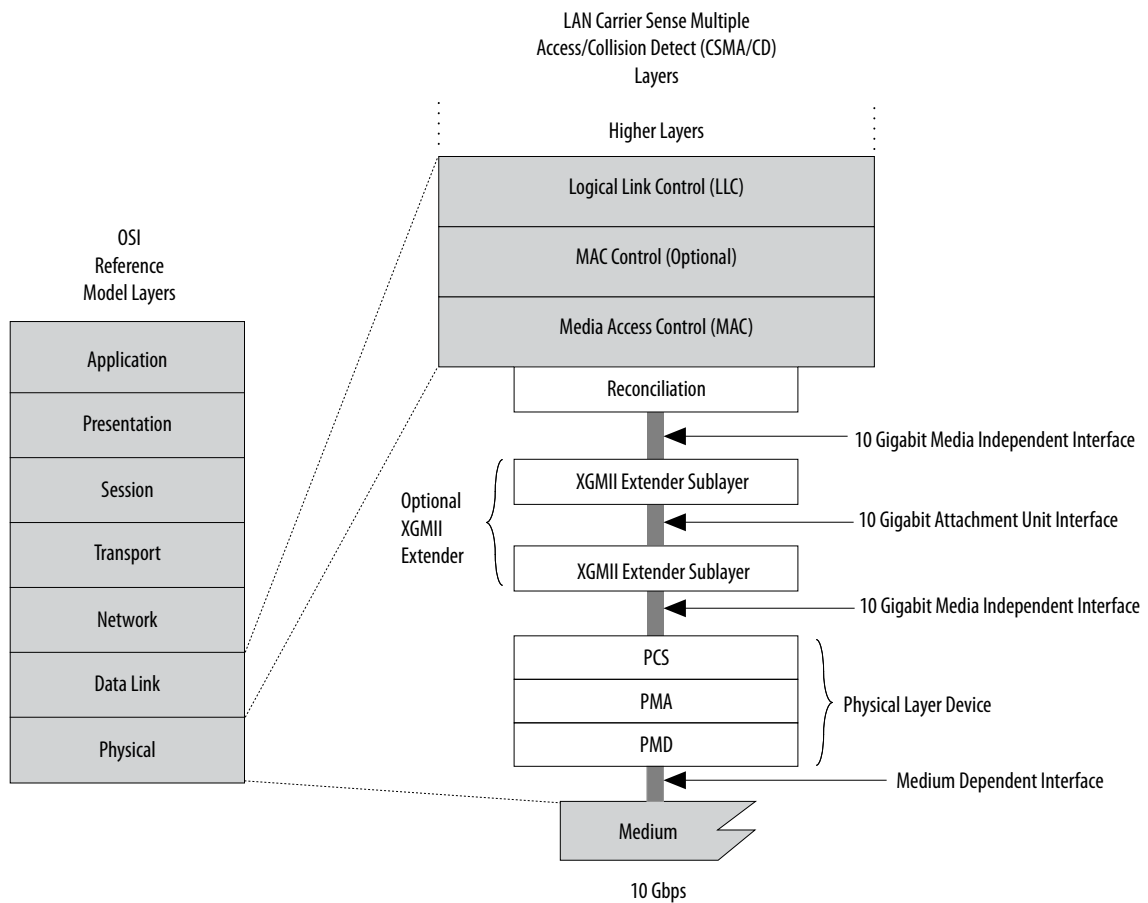 LAN Carrier Sense Multiple
Access/Collision Detect (CSMA/CD)
Layers
Higher Layers
Logical Link Control (LLC)
MAC Control (Optional)
Media Access Control (MAC)
Reconciliation
10 Gigabit Media Independent Interface
XGMII Extender Sublayer
Optional
XGMII
Extender
10 Gigabit Attachment Unit Interface
XGMII Extender Sublayer
10 Gigabit Media Independent Interface
PCS
PMA
PMD
Physical Layer Device
Medium Dependent Interface
Medium
10 Gbps
OSI
Reference
Model Layers
Application
Presentation
Session
Transport
Network
Data Link
Physical